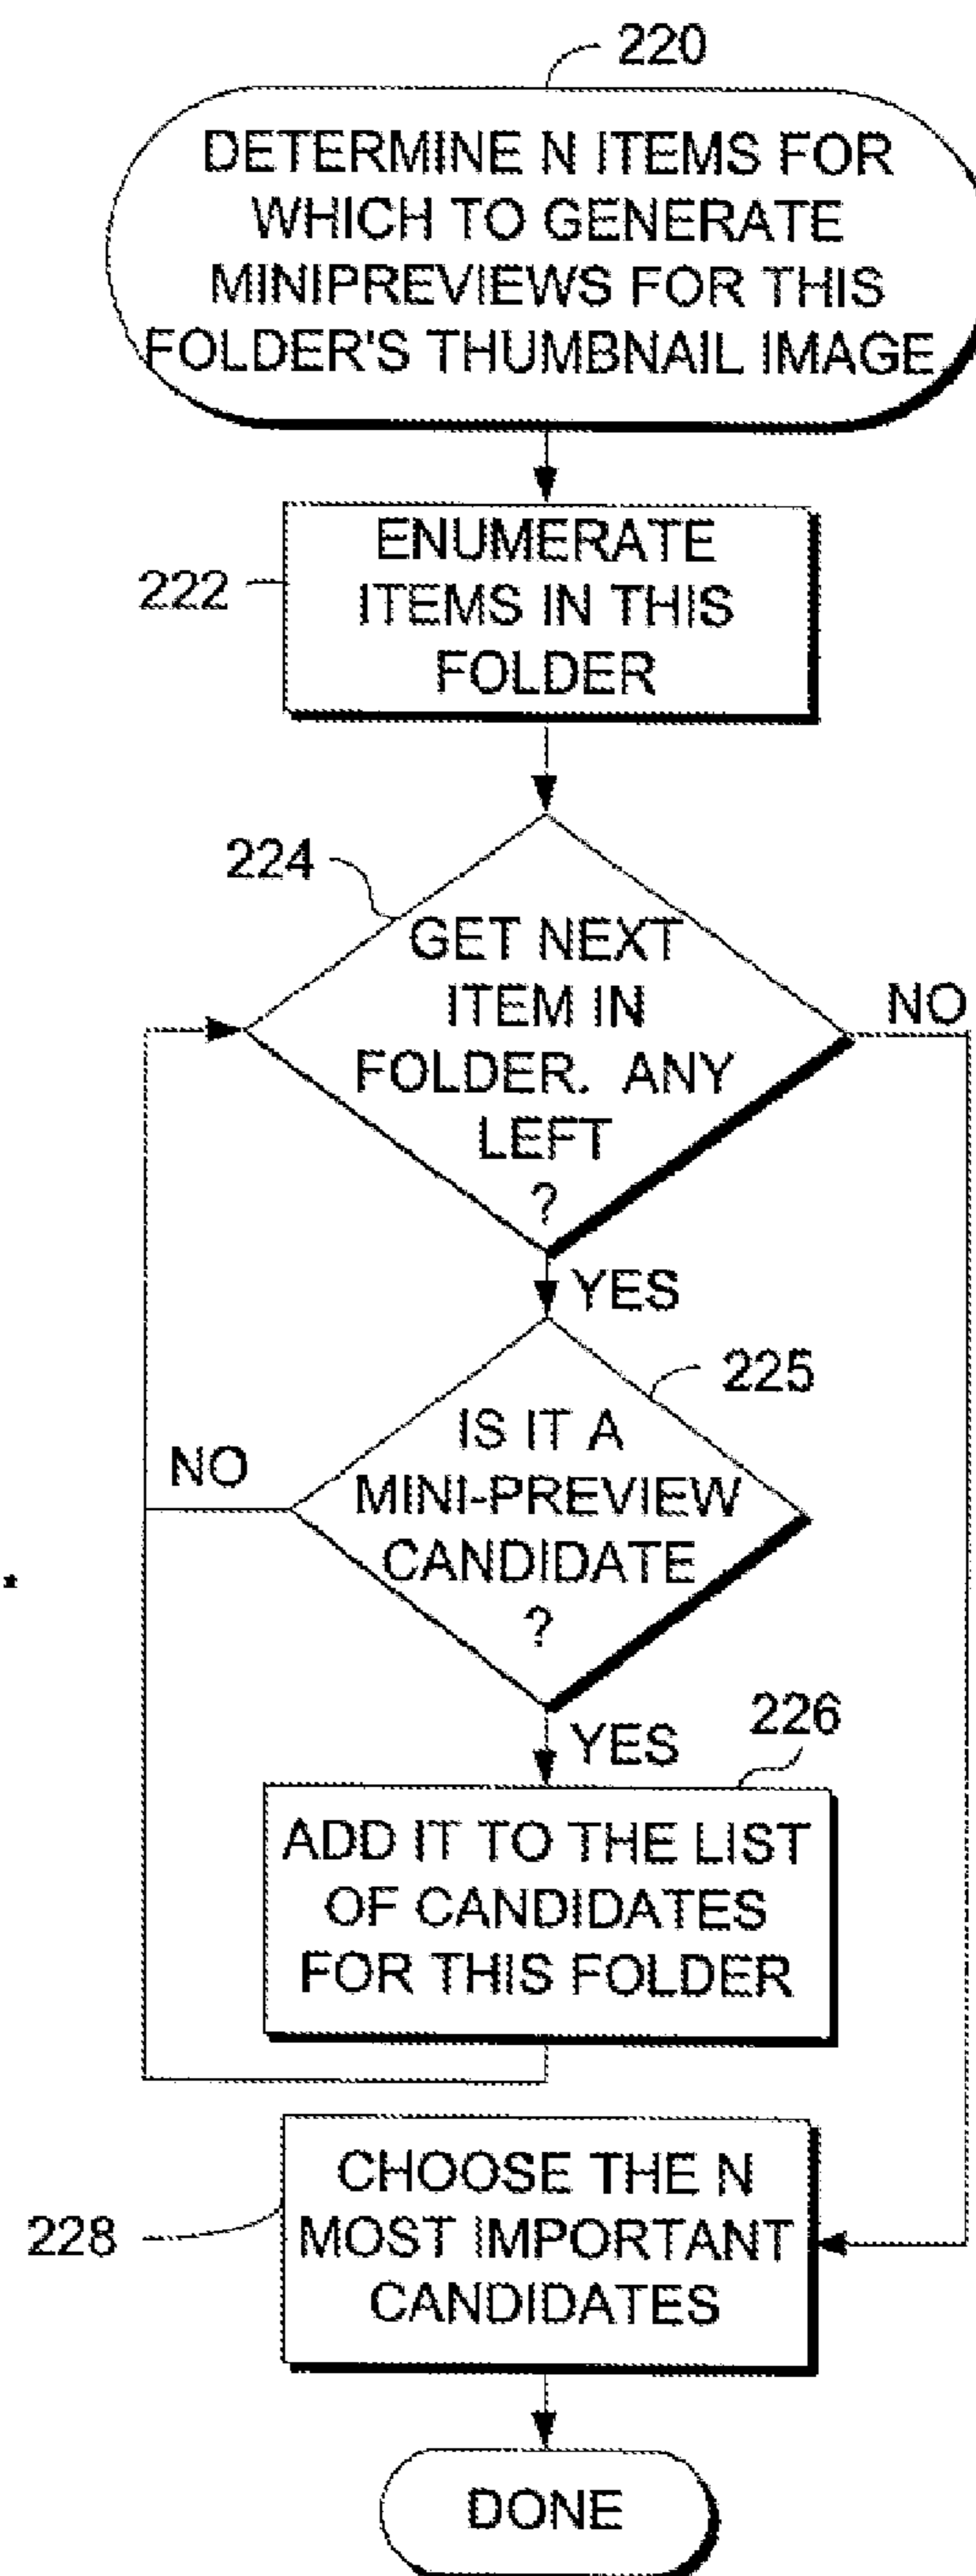 220
DETERMINE N ITEMS FOR
WHICH TO GENERATE
MINIPREVIEWS FOR THIS
FOLDER'S THUMBNAIL IMAGE
222
ENUMERATE
ITEMS IN THIS
FOLDER
224
GET NEXT
ITEM IN
FOLDER. ANY
LEFT
?
NO
YES
225
IS IT A
MINI-PREVIEW
CANDIDATE
?
NO
*
YES
226
ADD IT TO THE LIST
OF CANDIDATES
FOR THIS FOLDER
228
CHOOSE THE N
MOST IMPORTANT
CANDIDATES
DONE